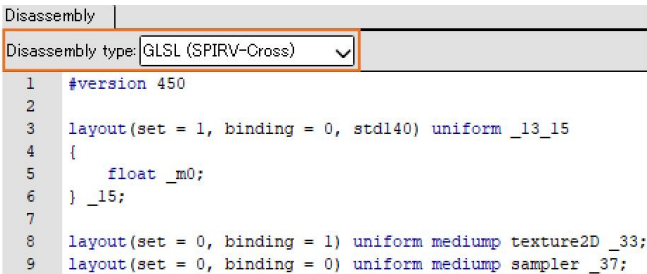 Disassembly
Disassembly type: GLSL (SPIRV-Cross)
1 #version 450
2
3 layout(set = 1, binding = 0, std140) uniform _13_15
4 {
5     float _m0;
6 } _15;
7
8 layout(set = 0, binding = 1) uniform mediump texture2D _33;
9 layout(set = 0, binding = 0) uniform mediump sampler _37;